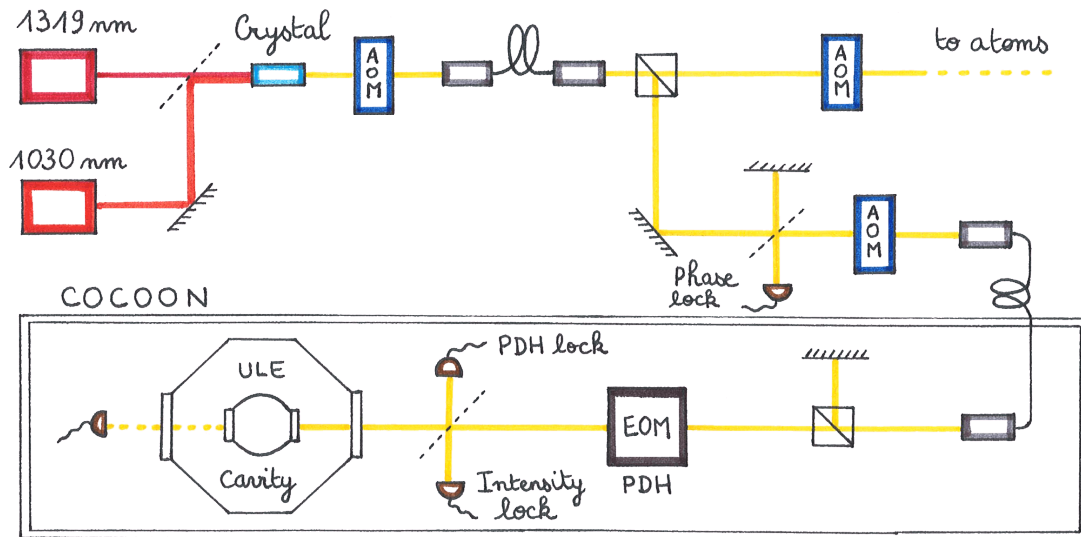 1319 nm
Crystal
AOM
AOM
to atoms
1030 nm
AOM
Phase
lock
COCOON
PDH lock
ULE
EOM
Cavity
Intensity
lock
PDH